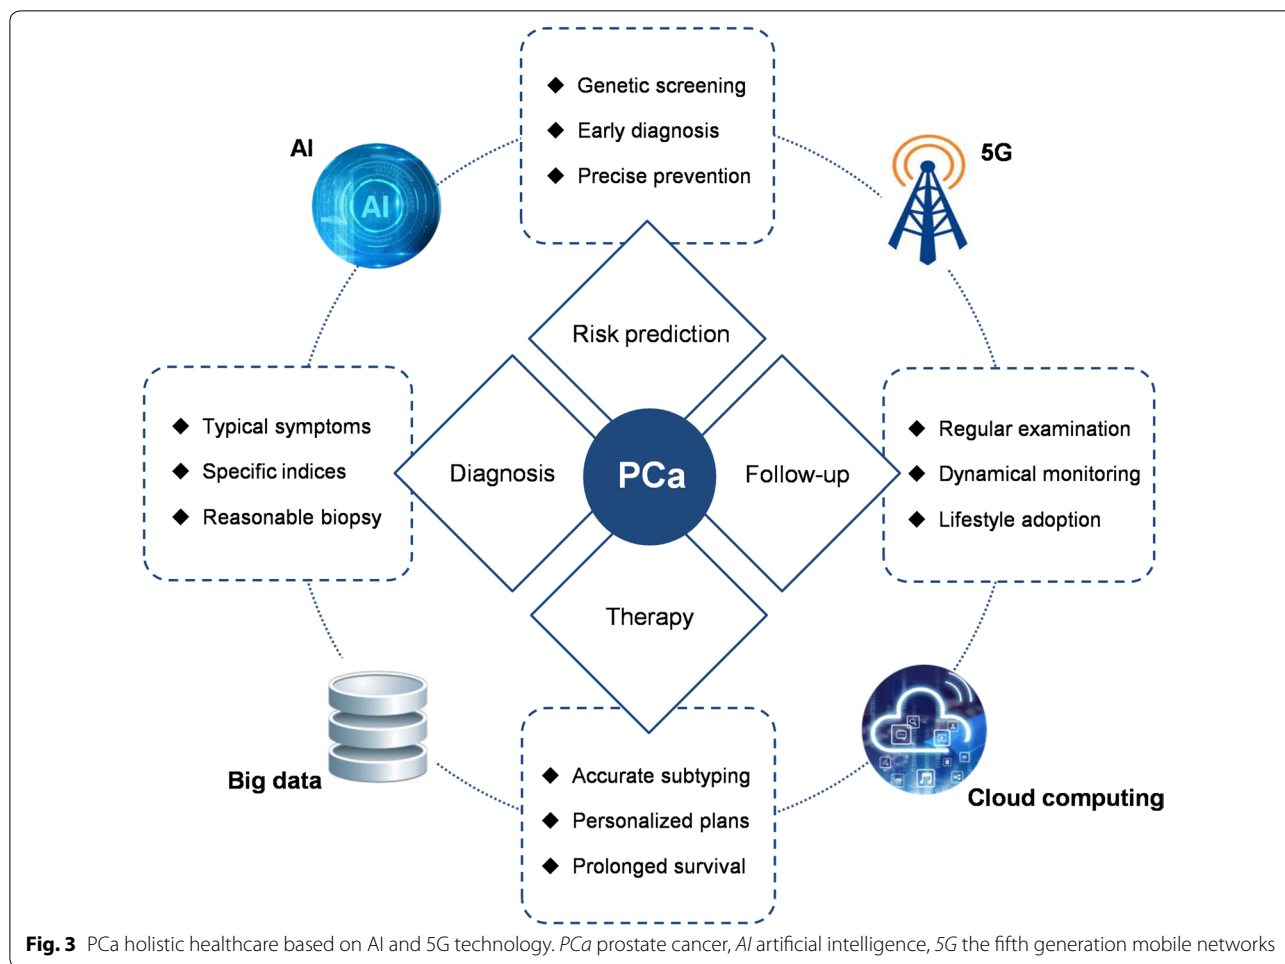 Genetic screening
Early diagnosis
Precise prevention
AI
AI
5G
Risk prediction
Typical symptoms
Specific indices
Reasonable biopsy
Diagnosis
PCa
Follow-up
Regular examination
Dynamical monitoring
Lifestyle adoption
Therapy
Big data
Accurate subtyping
Personalized plans
Prolonged survival
Cloud computing
Fig. 3 PCa holistic healthcare based on AI and 5G technology. PCa prostate cancer, AI artificial intelligence, 5G the fifth generation mobile networks